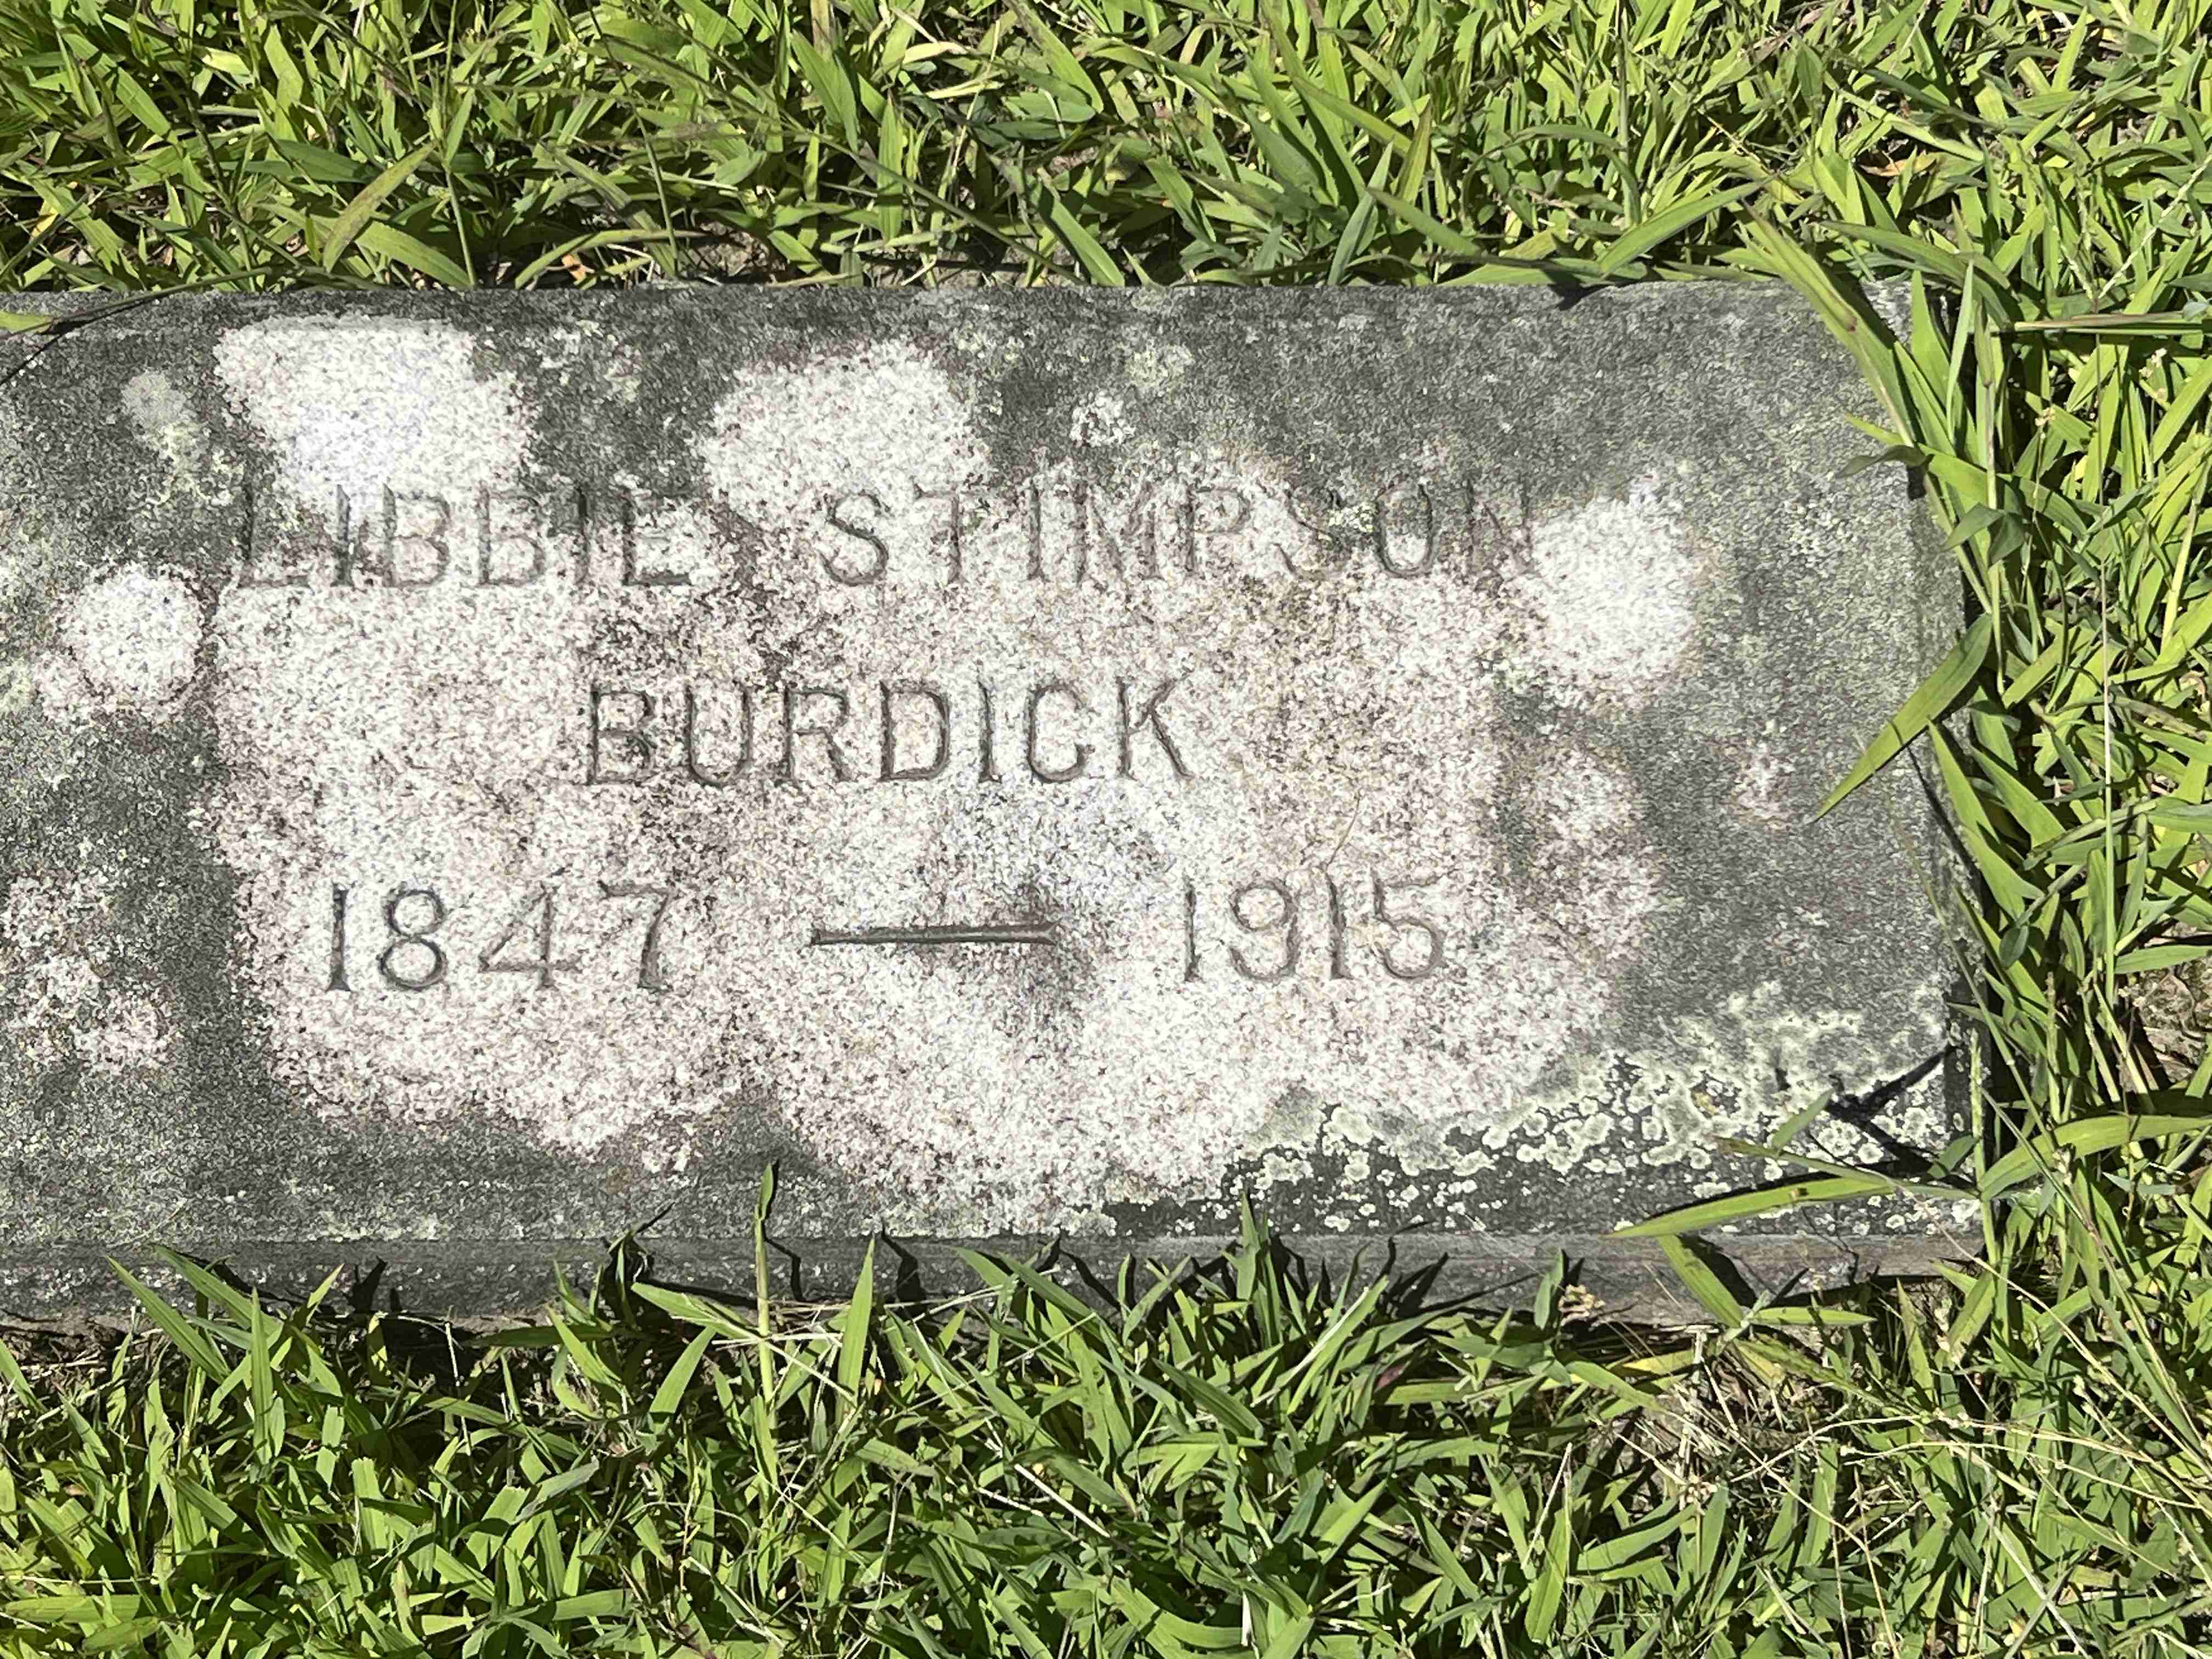 LIBBIE STIMPSON
BURDICK
1847 — 1915